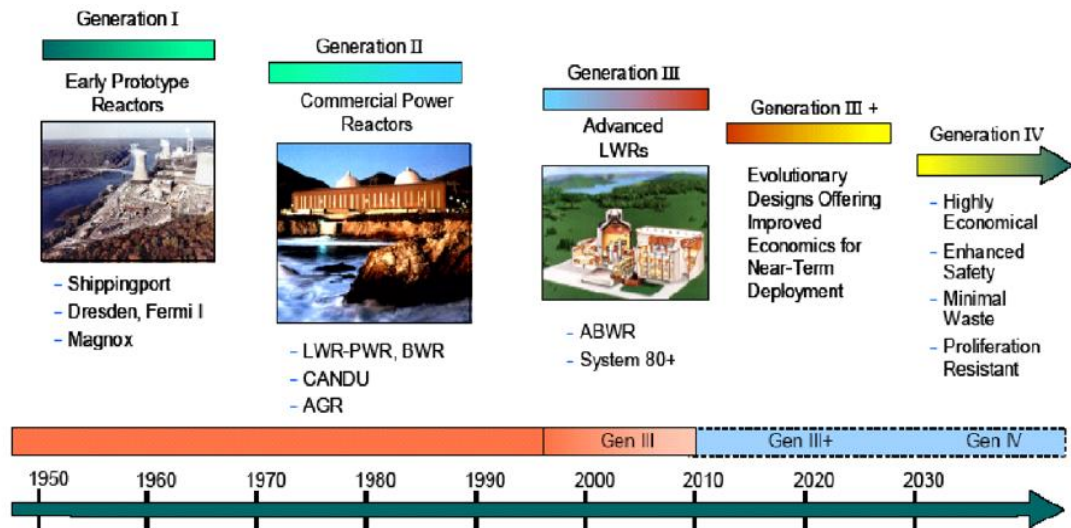 Generation I
Early Prototype
Reactors
– Shippingport
– Dresden, Fermi I
– Magnox
Generation II
Commercial Power
Reactors
– LWR-PWR, BWR
– CANDU
– AGR
Generation III
Advanced
LWRs
– ABWR
– System 80+
Generation III +
Evolutionary
Designs Offering
Improved
Economics for
Near-Term
Deployment
Generation IV
– Highly
Economical
– Enhanced
Safety
– Minimal
Waste
– Proliferation
Resistant
Gen III
Gen III+
Gen IV
1950
1960
1970
1980
1990
2000
2010
2020
2030